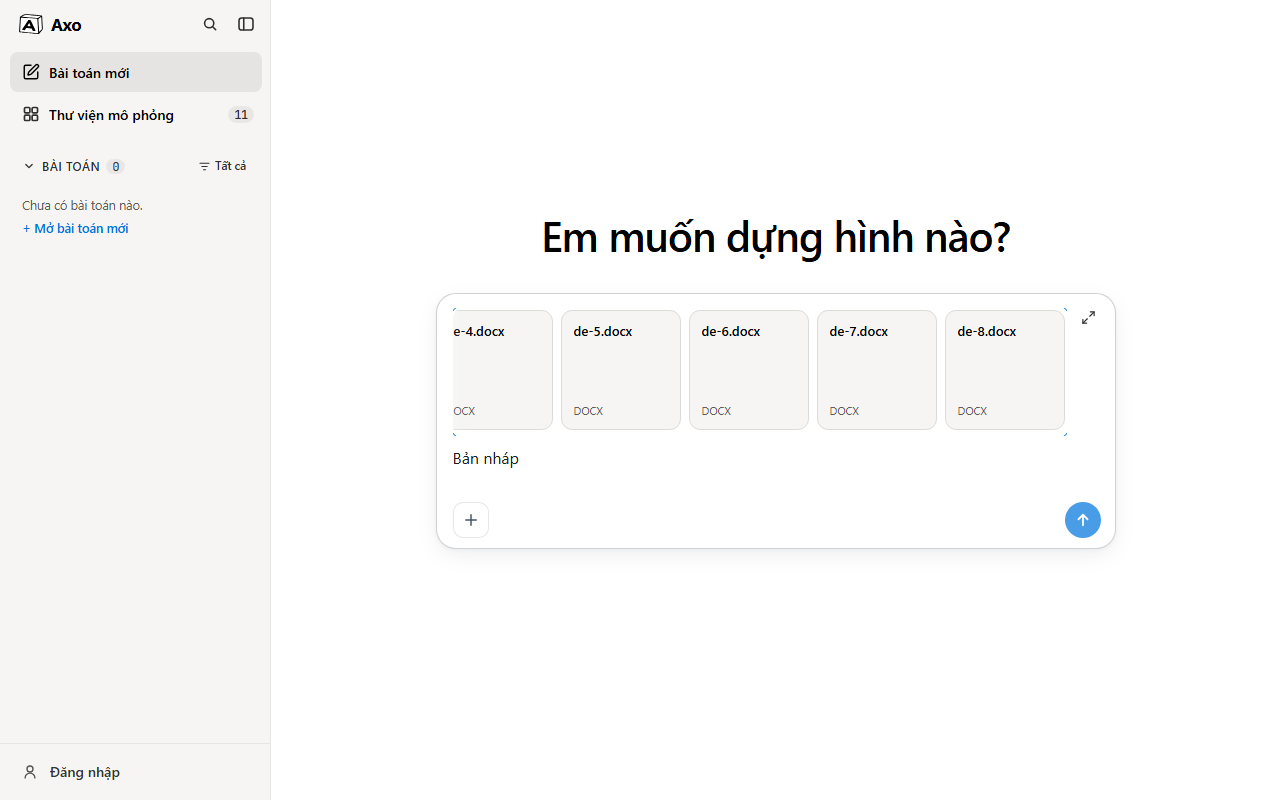 Axo
Bài toán mới
Thư viện mô phỏng 11
BÀI TOÁN 0 Tất cả
Chưa có bài toán nào.
+ Mở bài toán mới
Đăng nhập
Em muốn dựng hình nào?
e-4.docx de-5.docx de-6.docx de-7.docx de-8.docx
OCX DOCX DOCX DOCX DOCX
Bản nháp